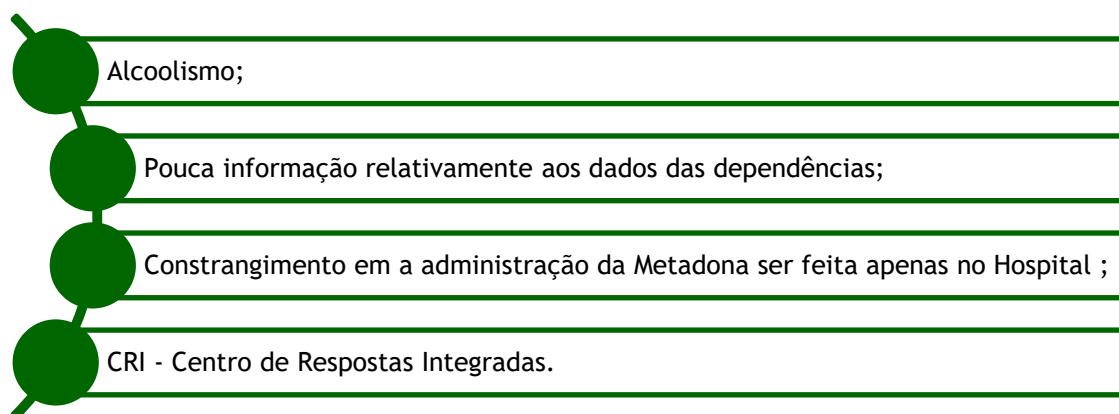 Alcoolismo;
Pouca informação relativamente aos dados das dependências;
Constrangimento em a administração da Metadona ser feita apenas no Hospital ;
CRI - Centro de Respostas Integradas.